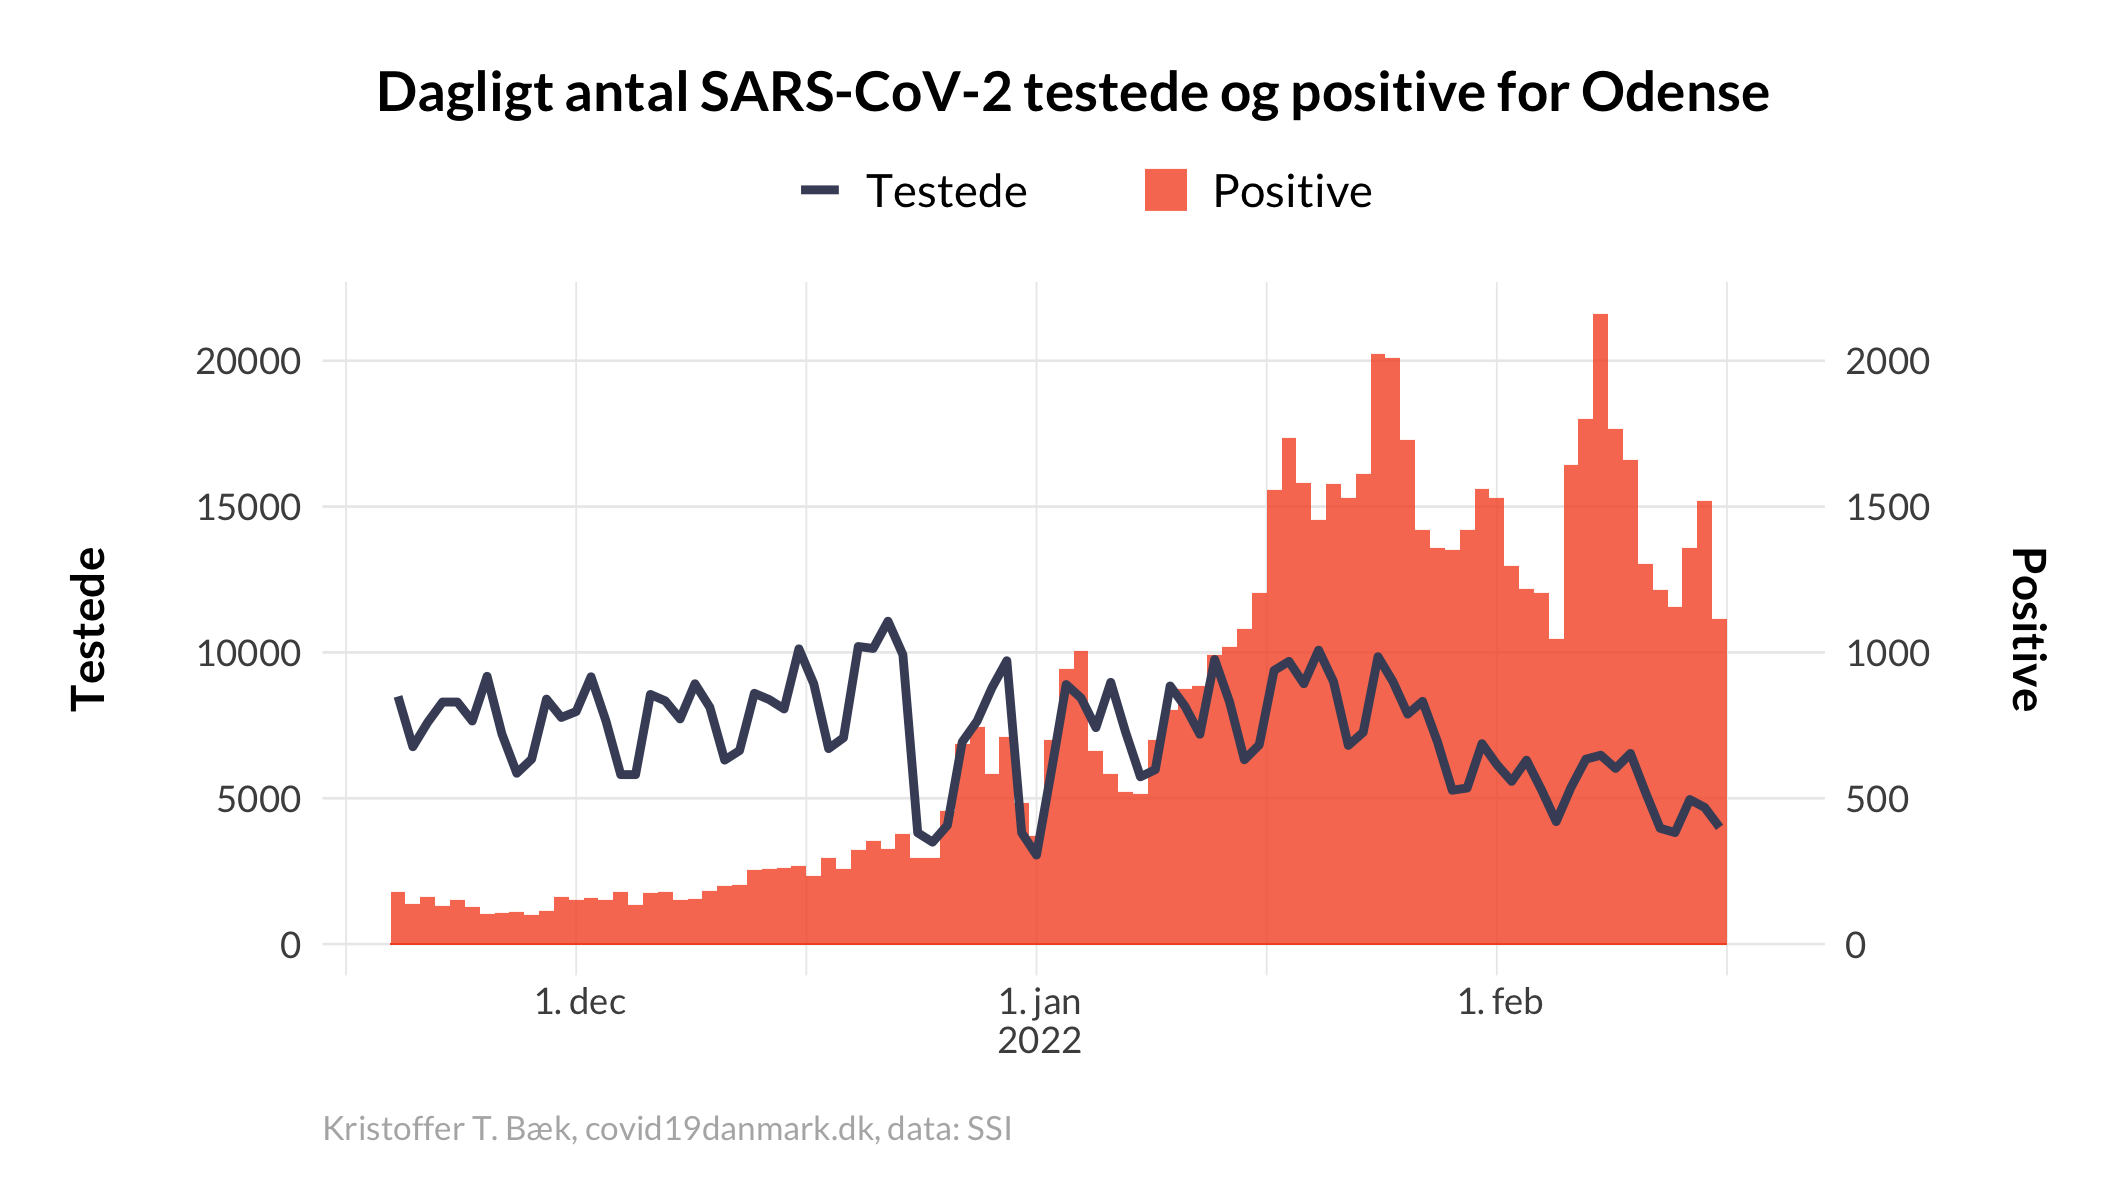 Dagligt antal SARS-CoV-2 testede og positive for Odense
Testede
Positive
Testede
20000
15000
10000
5000
0
2000
1500
1000
500
0
Positive
1. dec
1. jan
2022
1. feb
Kristoffer T. Bæk, covid19danmark.dk, data: SSI